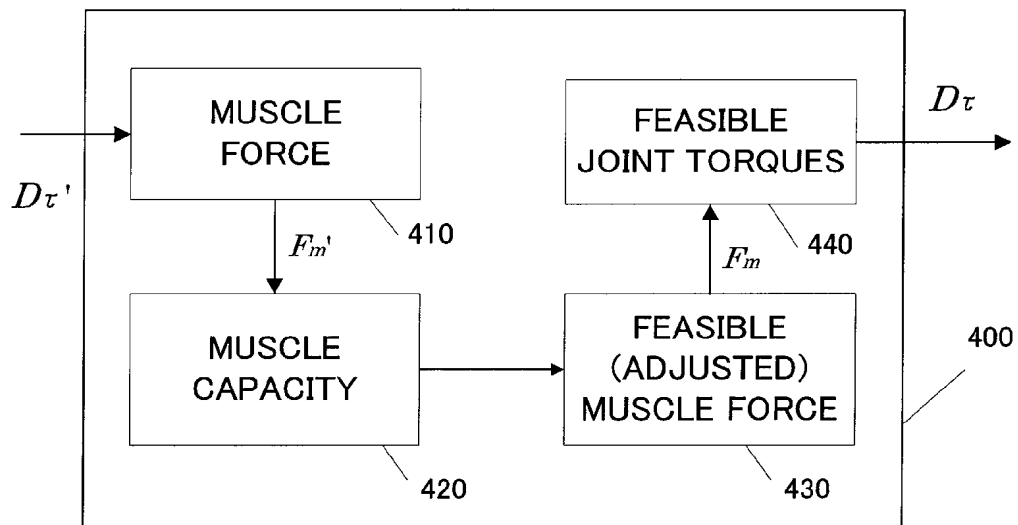 Dτ'
MUSCLE
FORCE
410
Fm'
MUSCLE
CAPACITY
420
FEASIBLE
(ADJUSTED)
MUSCLE FORCE
430
Fm
FEASIBLE
JOINT TORQUES
440
Dτ
400